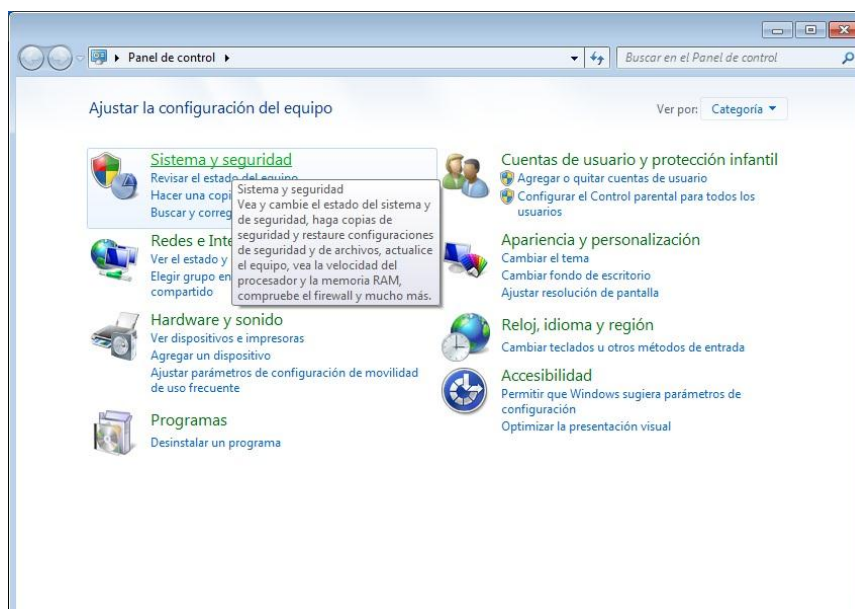 Panel de control
Buscar en el Panel de control
Ajustar la configuración del equipo
Ver por: Categoría
Sistema y seguridad
Revisar el estado del equipo
Hacer una copi
Buscar y correg
Sistema y seguridad
Vea y cambie el estado del sistema y
de seguridad, haga copias de
seguridad y restaure configuraciones
de seguridad y de archivos, actualice
el equipo, vea la velocidad del
procesador y la memoria RAM,
compruebe el firewall y mucho más.
Redes e Inte
Ver el estado y
Elegir grupo en
compartido
Hardware y sonido
Ver dispositivos e impresoras
Agregar un dispositivo
Ajustar parámetros de configuración de movilidad
de uso frecuente
Programas
Desinstalar un programa
Cuentas de usuario y protección infantil
Agregar o quitar cuentas de usuario
Configurar el Control parental para todos los
usuarios
Apariencia y personalización
Cambiar el tema
Cambiar fondo de escritorio
Ajustar resolución de pantalla
Reloj, idioma y región
Cambiar teclados u otros métodos de entrada
Accesibilidad
Permitir que Windows sugiera parámetros de
configuración
Optimizar la presentación visual